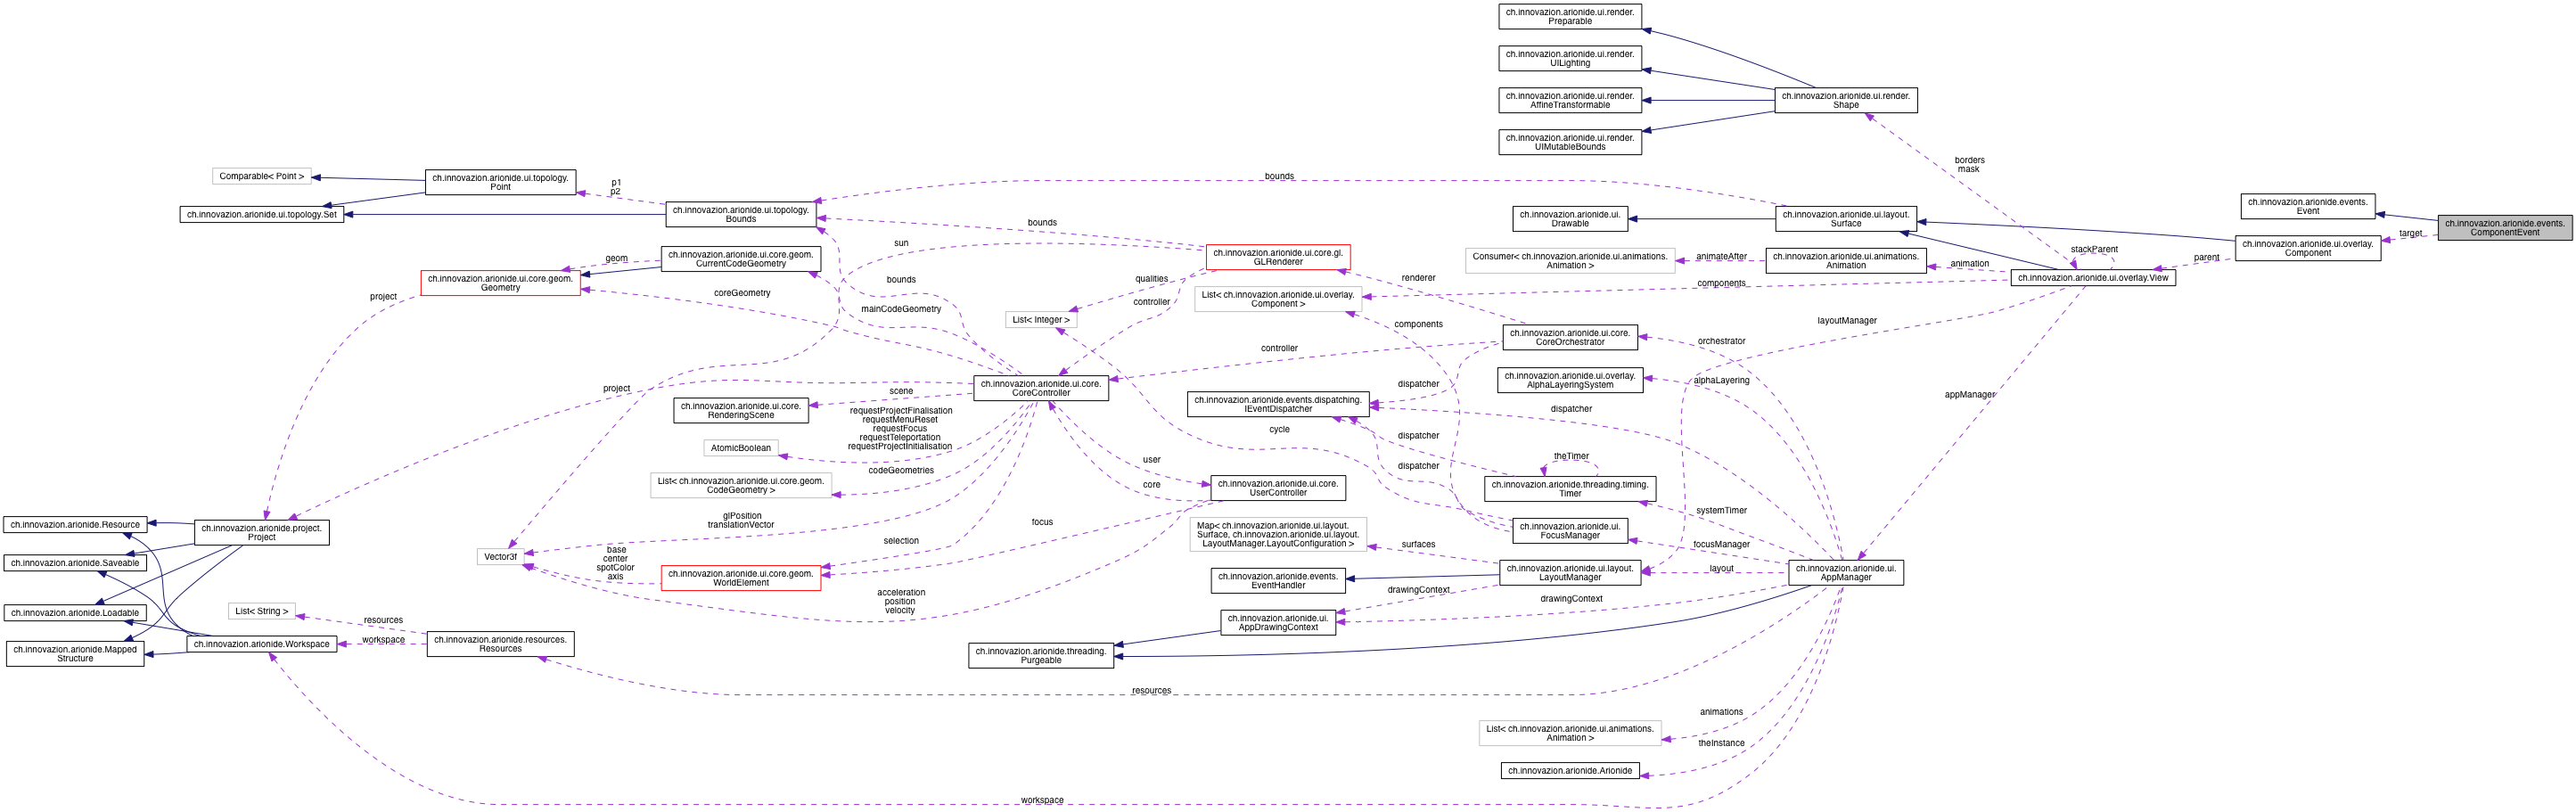 ch.innovazion.arionide.ui.render.
Preparable
ch.innovazion.arionide.ui.render.
UILighting
ch.innovazion.arionide.ui.render.
AffineTransformable
ch.innovazion.arionide.ui.render.
Shape
ch.innovazion.arionide.ui.render.
UIMutableBounds
borders
mask
Comparable< Point >
ch.innovazion.arionide.ui.topology.
Point
p1
p2
bounds
ch.innovazion.arionide.ui.topology.Set
ch.innovazion.arionide.ui.topology.
Bounds
bounds
ch.innovazion.arionide.ui.
Drawable
ch.innovazion.arionide.ui.layout.
Surface
ch.innovazion.arionide.events.
Event
ch.innovazion.arionide.events.
ComponentEvent
target
sun
ch.innovazion.arionide.ui.overlay.
Component
parent
stackParent
geom
ch.innovazion.arionide.ui.core.geom.
CurrentCodeGeometry
ch.innovazion.arionide.ui.core.gl.
GLRenderer
Consumer< ch.innovazion.arionide.ui.animations.
Animation >
animateAfter
ch.innovazion.arionide.ui.animations.
Animation
animation
ch.innovazion.arionide.ui.overlay.View
ch.innovazion.arionide.ui.core.geom.
Geometry
project
coreGeometry
bounds
qualities
renderer
components
mainCodeGeometry
controller
List< ch.innovazion.arionide.ui.overlay.
Component >
List< Integer >
components
layoutManager
ch.innovazion.arionide.ui.core.
CoreOrchestrator
orchestrator
controller
project
ch.innovazion.arionide.ui.core.
CoreController
scene
dispatcher
ch.innovazion.arionide.ui.overlay.
AlphaLayeringSystem
alphaLayering
appManager
ch.innovazion.arionide.ui.core.
RenderingScene
requestProjectFinalisation
requestMenuReset
requestFocus
requestTeleportation
requestProjectInitialisation
ch.innovazion.arionide.events.dispatching.
IEventDispatcher
dispatcher
cycle
dispatcher
AtomicBoolean
user
theTimer
codeGeometries
dispatcher
List< ch.innovazion.arionide.ui.core.geom.
CodeGeometry >
core
ch.innovazion.arionide.ui.core.
UserController
ch.innovazion.arionide.threading.timing.
Timer
systemTimer
glPosition
translationVector
focus
ch.innovazion.arionide.Resource
ch.innovazion.arionide.project.
Project
Map< ch.innovazion.arionide.ui.layout.
Surface, ch.innovazion.arionide.ui.layout.
LayoutManager.LayoutConfiguration >
ch.innovazion.arionide.ui.
FocusManager
focusManager
selection
surfaces
Vector3f
base
center
spotColor
axis
ch.innovazion.arionide.Saveable
ch.innovazion.arionide.ui.core.geom.
WorldElement
ch.innovazion.arionide.events.
EventHandler
ch.innovazion.arionide.ui.layout.
LayoutManager
layout
ch.innovazion.arionide.ui.
AppManager
acceleration
position
velocity
drawingContext
drawingContext
ch.innovazion.arionide.Loadable
List< String >
resources
ch.innovazion.arionide.ui.
AppDrawingContext
ch.innovazion.arionide.Mapped
Structure
ch.innovazion.arionide.Workspace
workspace
ch.innovazion.arionide.resources.
Resources
ch.innovazion.arionide.threading.
Purgeable
resources
animations
List< ch.innovazion.arionide.ui.animations.
Animation >
theInstance
ch.innovazion.arionide.Arionide
workspace